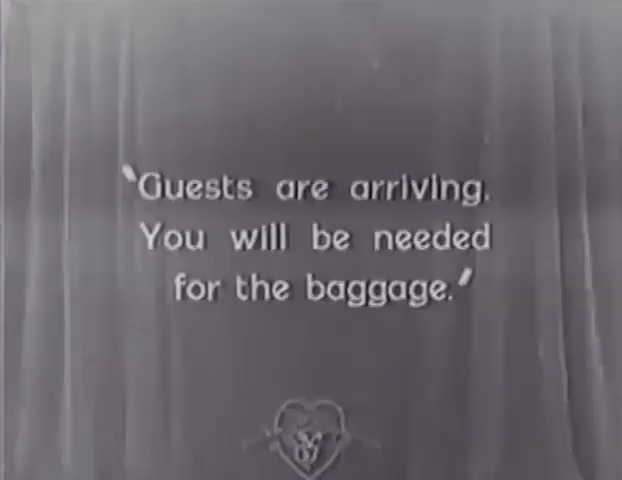 'Guests are arriving.
You will be needed
for the baggage.'